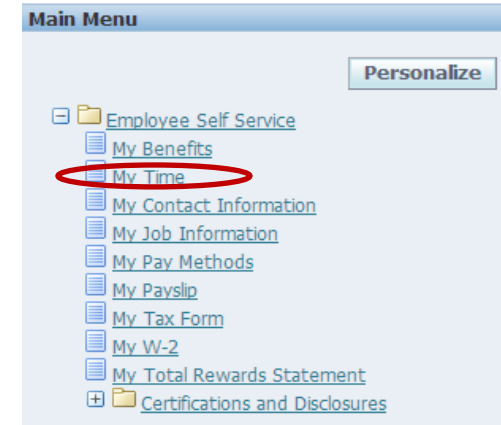 Main Menu
Personalize
Employee Self Service
My Benefits
My Time
My Contact Information
My Job Information
My Pay Methods
My Payslip
My Tax Form
My W-2
My Total Rewards Statement
Certifications and Disclosures